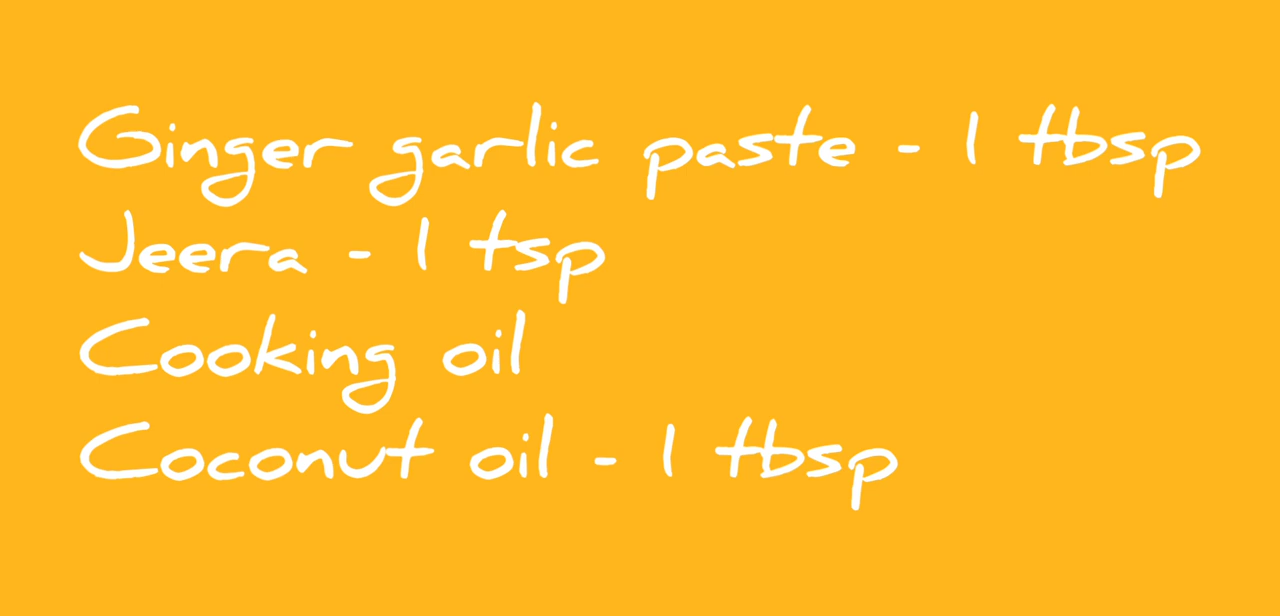 Ginger garlic paste - 1 tbsp
Jeera - 1 tsp
Cooking oil
Coconut oil - 1 tbsp